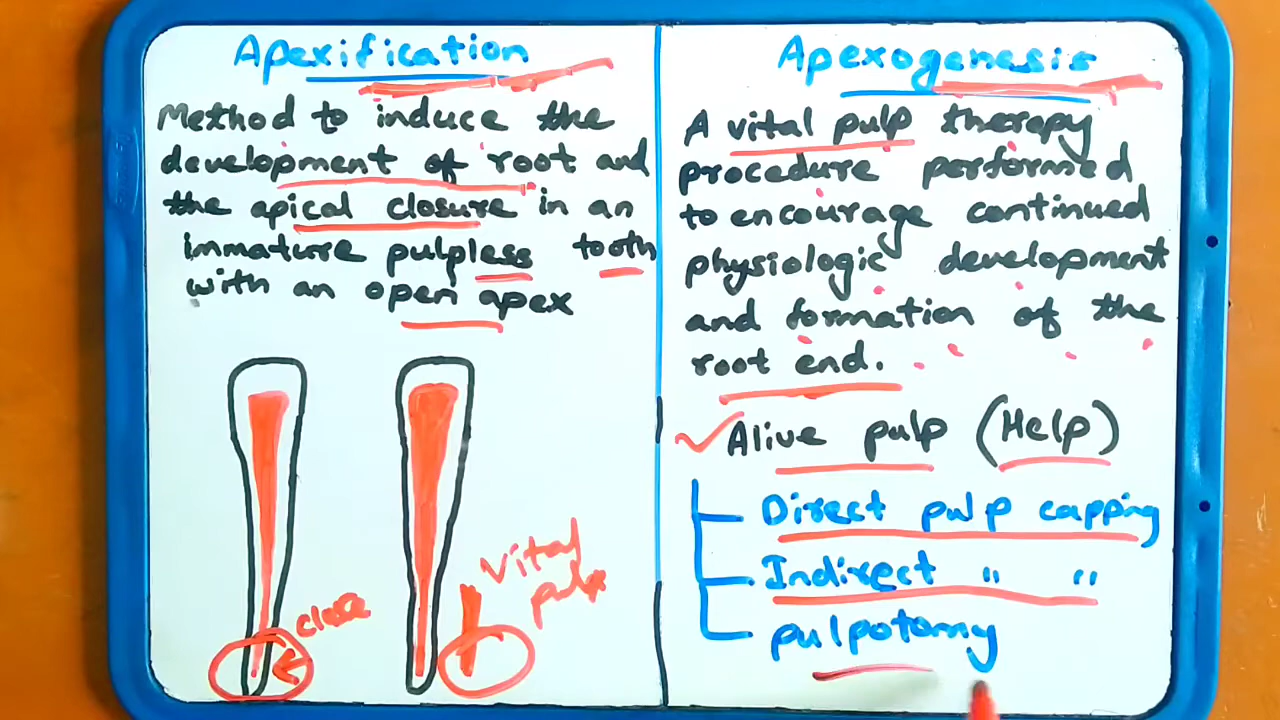 Apexification
Method to induce the
development of root and
the apical closure in an
immature pulpless tooth
with an open apex
close
vital
pulp
Apexogenesis
A vital pulp therapy
procedure performed
to encourage continued
physiologic development
and formation of the
root end.
Alive pulp (Help)
Direct pulp capping
Indirect " "
pulpotomy